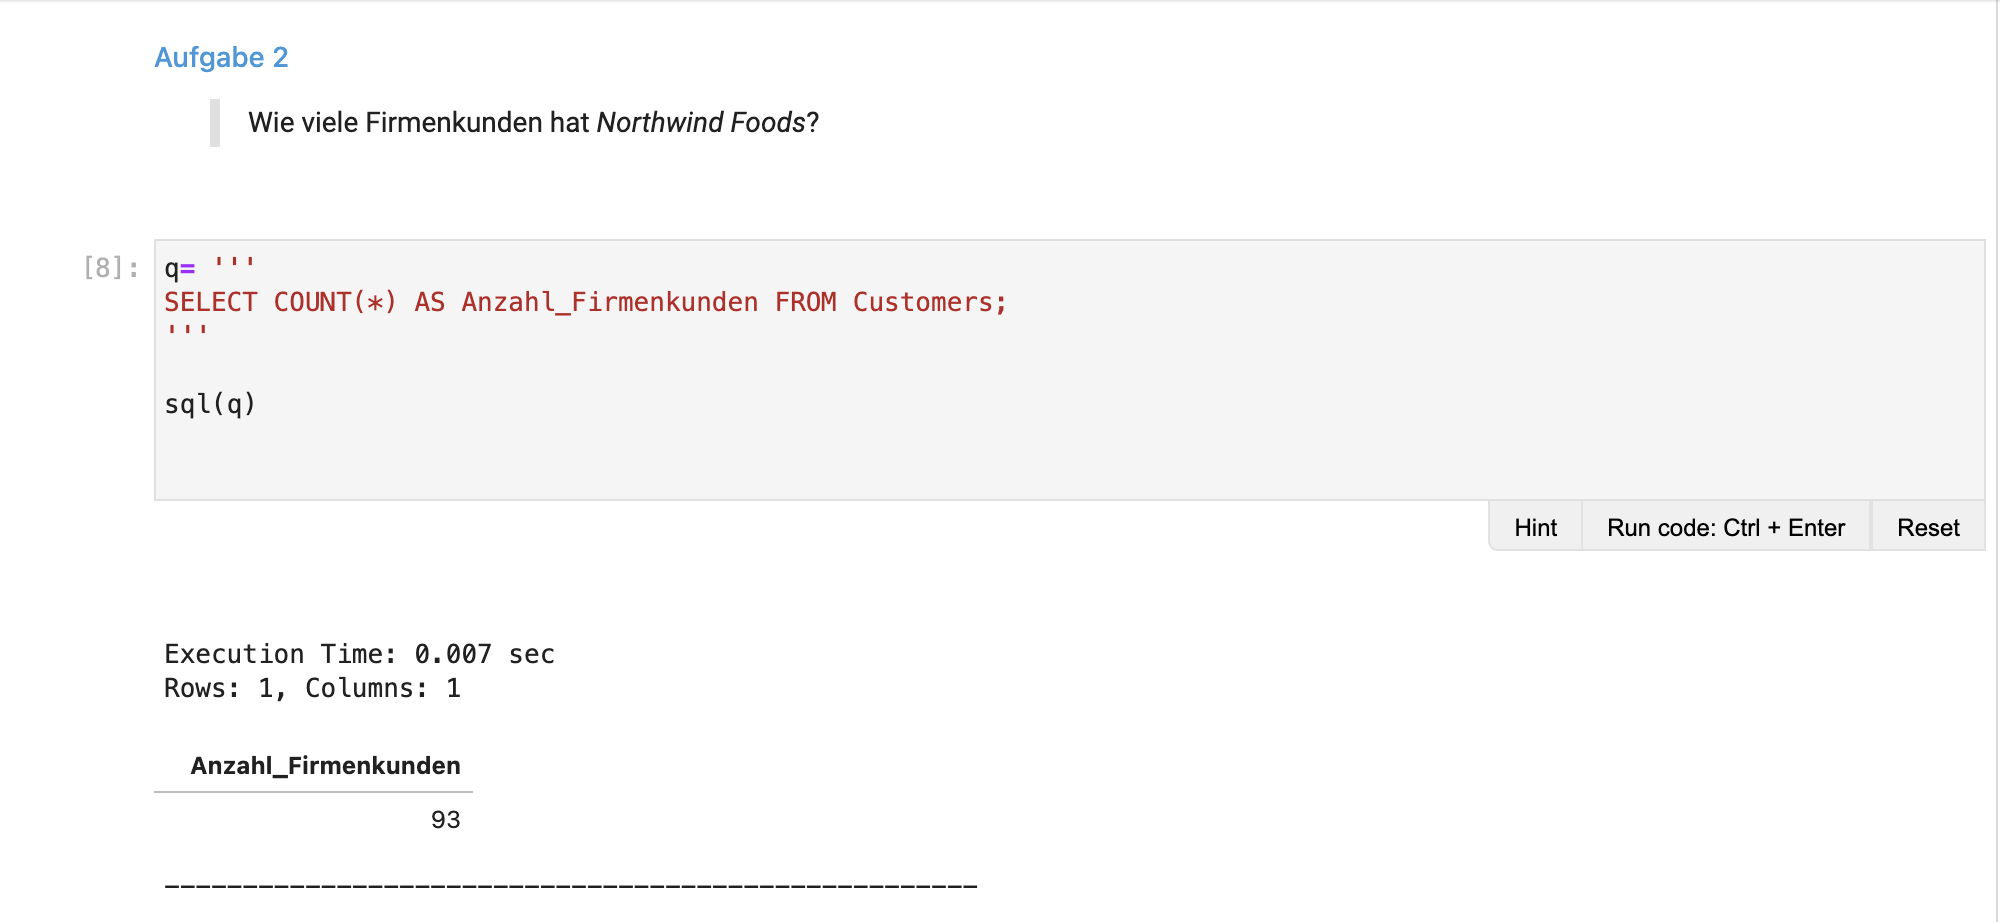 Aufgabe 2
Wie viele Firmenkunden hat Northwind Foods?
[8]:
q= '''
SELECT COUNT(*) AS Anzahl_Firmenkunden FROM Customers;
'''
sql(q)
Hint Run code: Ctrl + Enter Reset
Execution Time: 0.007 sec
Rows: 1, Columns: 1
Anzahl_Firmenkunden
93
____________________________________________________